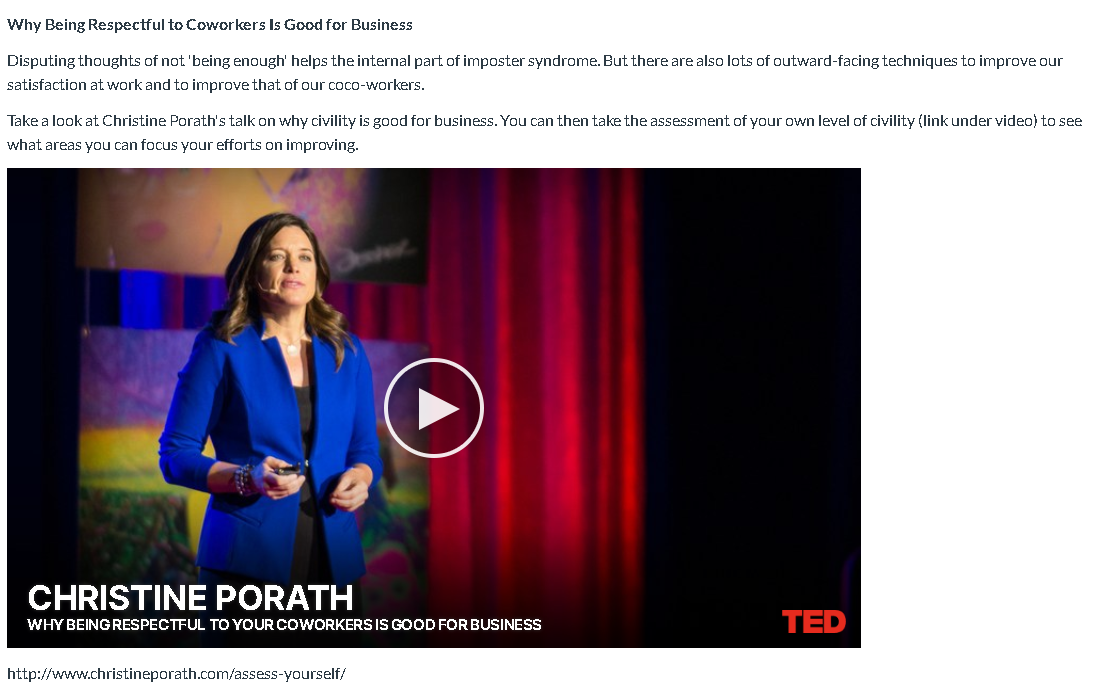 Why Being Respectful to Coworkers Is Good for Business
Disputing thoughts of not 'being enough' helps the internal part of imposter syndrome. But there are also lots of outward-facing techniques to improve our
satisfaction at work and to improve that of our coco-workers.
Take a look at Christine Porath's talk on why civility is good for business. You can then take the assessment of your own level of civility (link under video) to see
what areas you can focus your efforts on improving.
CHRISTINE PORATH
WHY BEING RESPECTFUL TO YOUR COWORKERS IS GOOD FOR BUSINESS
TED
http://www.christineporath.com/assess-yourself/